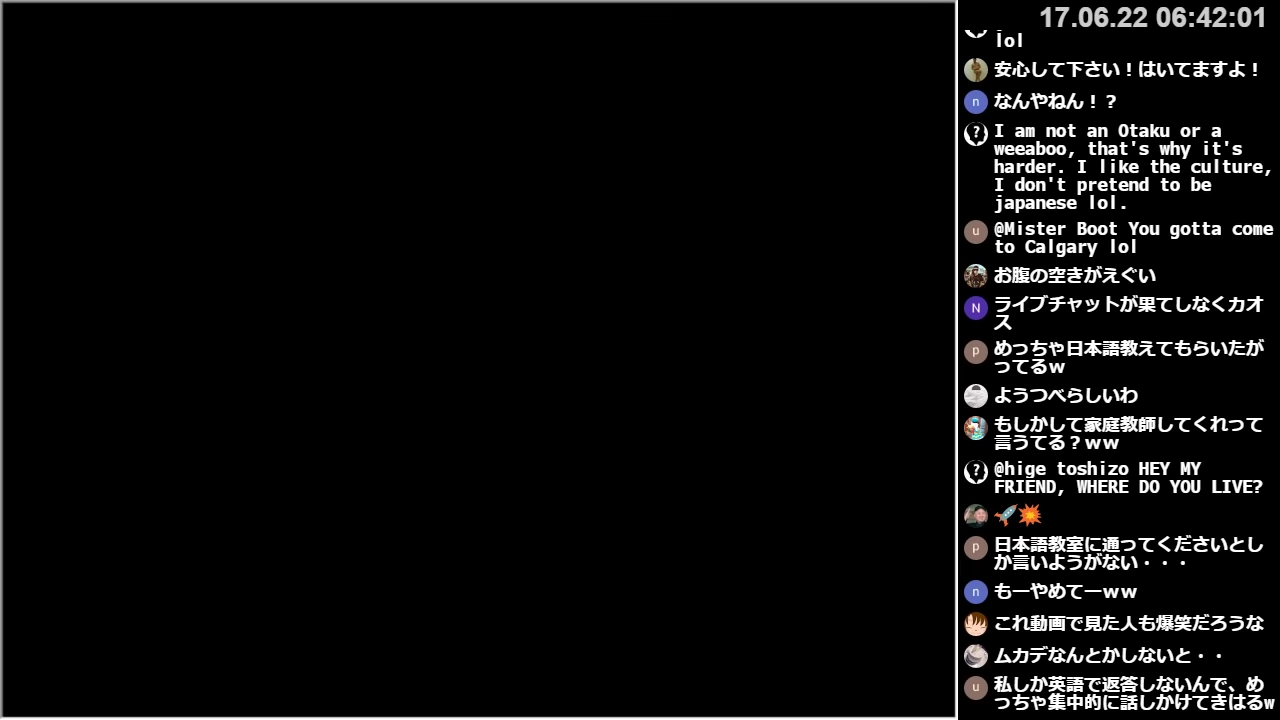 17.06.22 06:42:01
lol
安心して下さい！はいてますよ！
n
なんやねん！？
I am not an Otaku or a
weeaboo, that's why it's
harder. I like the culture,
I don't pretend to be
japanese lol.
u
@Mister Boot You gotta come
to Calgary lol
お腹の空きがえぐい
N
ライブチャットが果てしなくカオ
ス
p
めっちゃ日本語教えてもらいたが
ってるw
ようつべらしいわ
もしかして家庭教師してくれって
言うてる？ww
@hige toshizo HEY MY
FRIEND, WHERE DO YOU LIVE?
🚀💥
p
日本語教室に通ってくださいとし
か言いようがない・・・
n
もーやめてーww
これ動画で見た人も爆笑だろうな
ムカデなんとかしないと・・
u
私しか英語で返答しないんで、め
っちゃ集中的に話しかけてきはるw